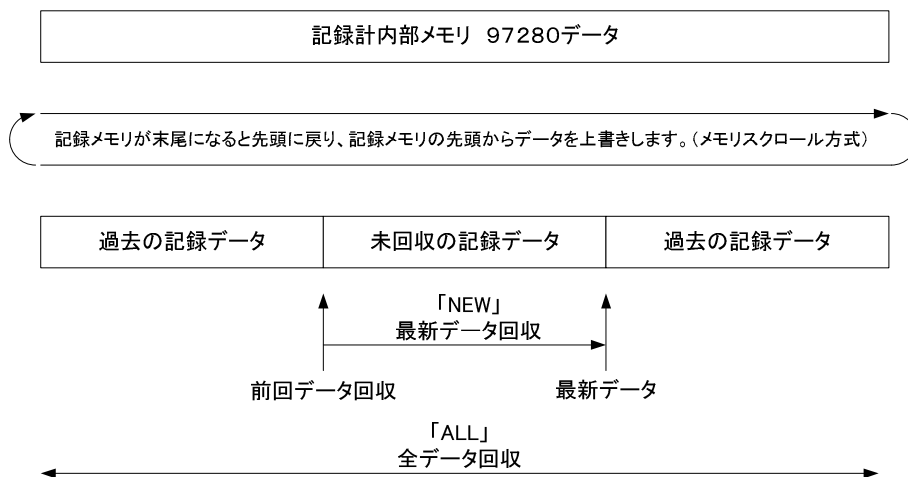 記録計内部メモリ 97280データ
記録メモリが末尾になると先頭に戻り、記録メモリの先頭からデータを上書きします。(メモリスクロール方式)
過去の記録データ 未回収の記録データ 過去の記録データ
「NEW」
最新データ回収
前回データ回収 最新データ
「ALL」
全データ回収